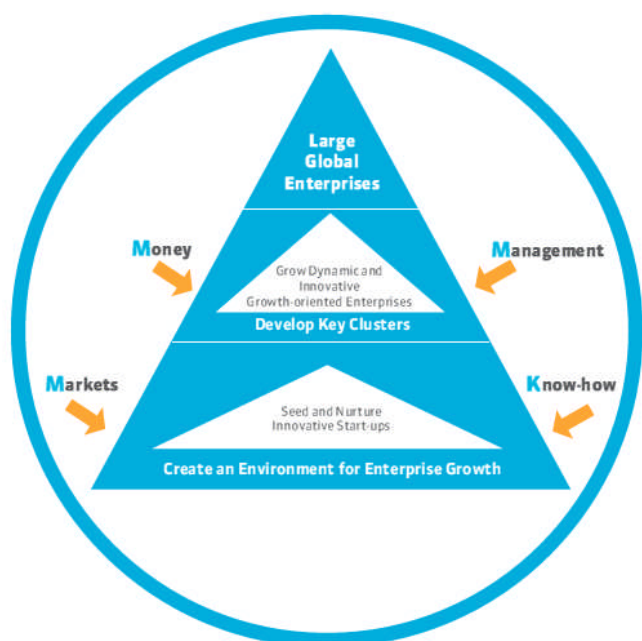 Large
Global
Enterprises
Money
Management
Grow Dynamic and
Innovative
Growth-oriented Enterprises
Develop Key Clusters
Markets
Know-how
Seed and Nurture
Innovative Start-ups
Create an Environment for Enterprise Growth